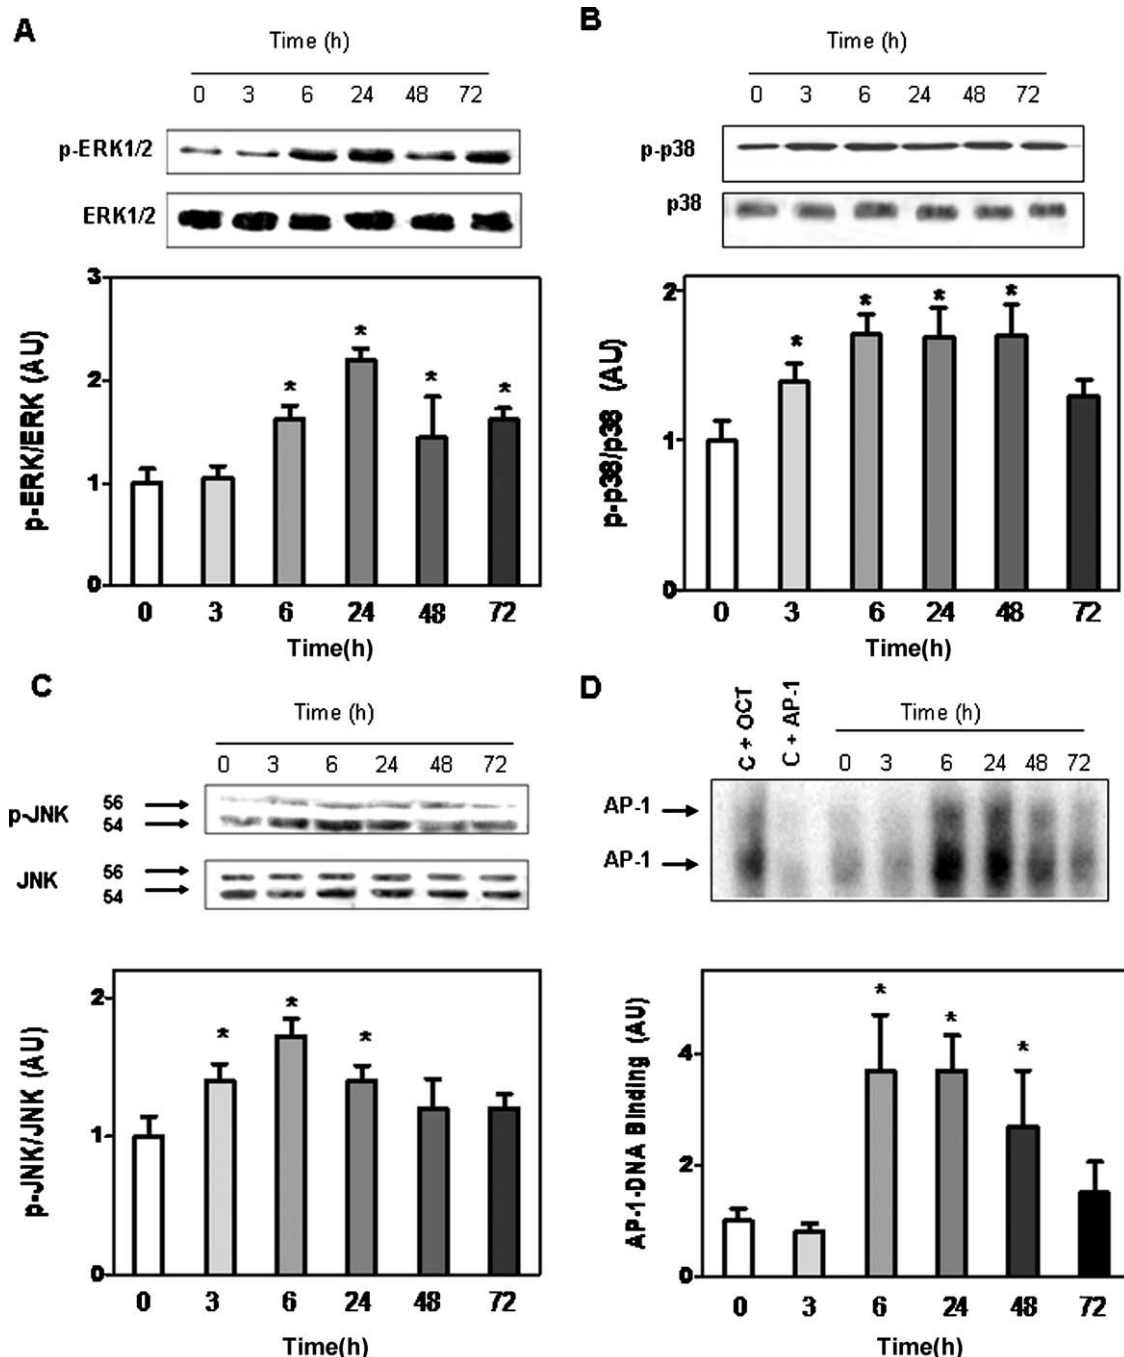 A
Time (h)
0 3 6 24 48 72
p-ERK1/2
ERK1/2
3
2
1
0
p-ERK/ERK (AU)
* * * *
0 3 6 24 48 72
Time(h)
B
Time (h)
0 3 6 24 48 72
p-p38
p38
2
1
0
p-p38/p38 (AU)
* * * *
0 3 6 24 48 72
Time(h)
C
Time (h)
0 3 6 24 48 72
p-JNK
56
54
JNK
56
54
2
1
0
p-JNK/JNK (AU)
* * *
0 3 6 24 48 72
Time(h)
D
C + OCT
C + AP-1
Time (h)
0 3 6 24 48 72
AP-1
AP-1
4
2
0
AP-1-DNA Binding (AU)
* * *
0 3 6 24 48 72
Time(h)